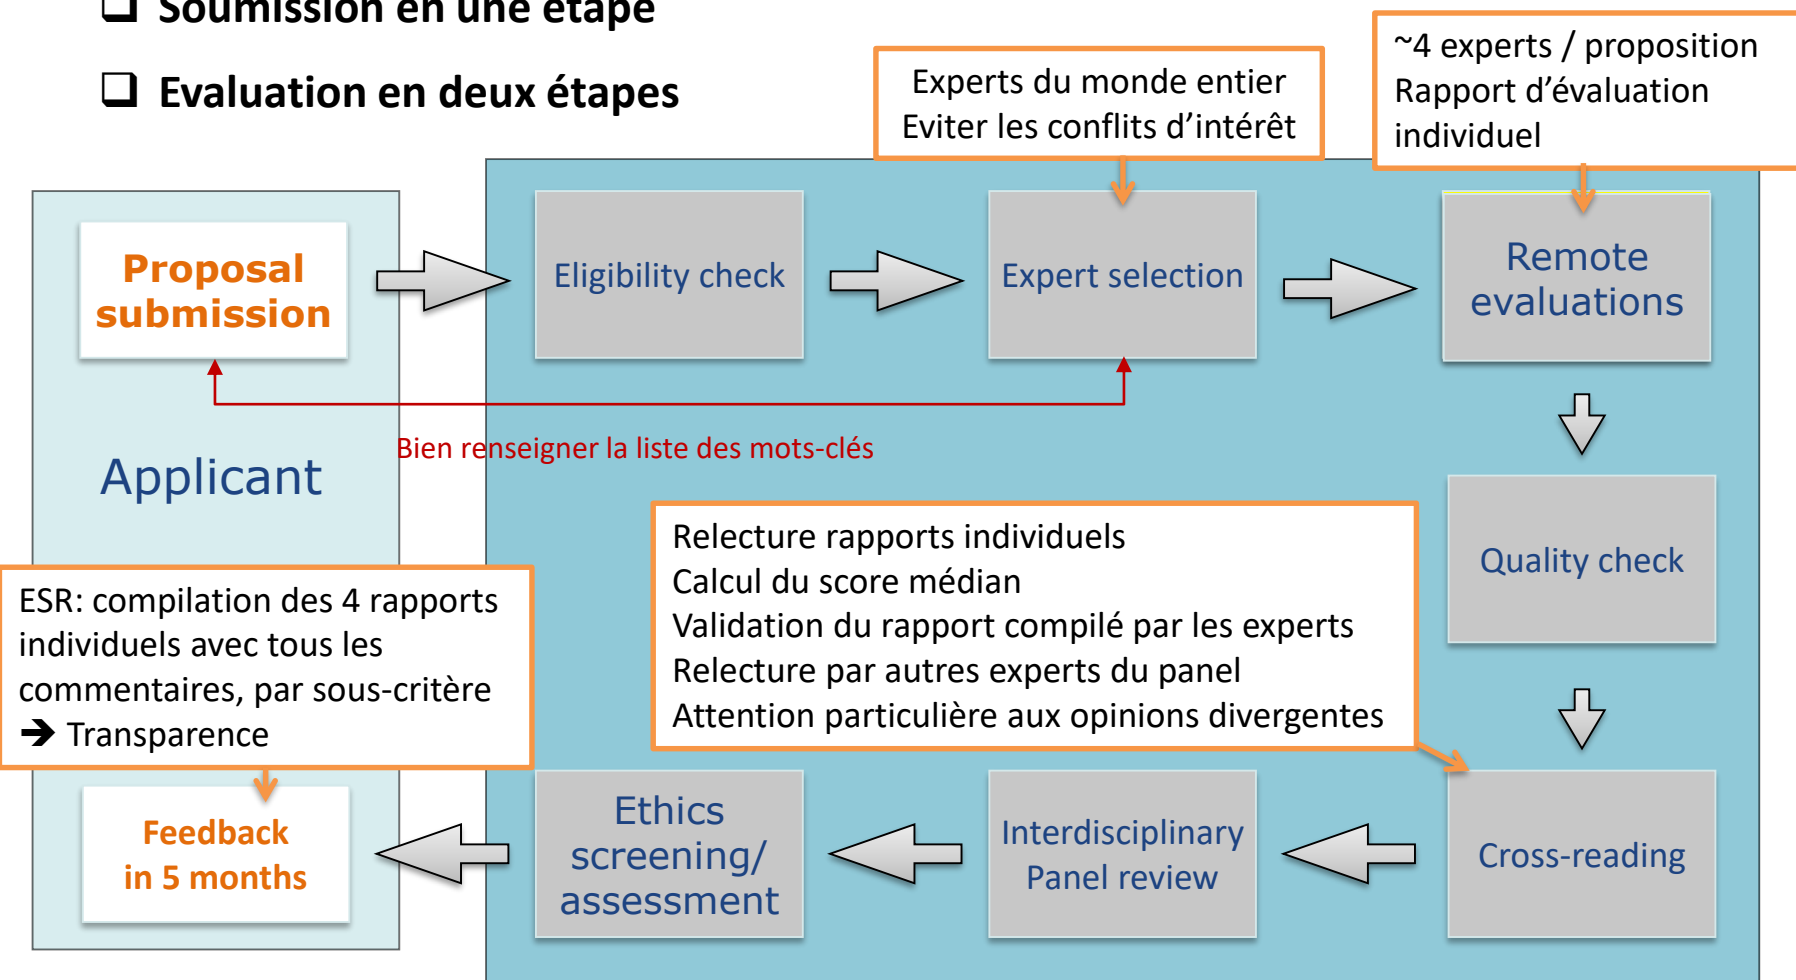 ❑ Soumission en une étape
❑ Evaluation en deux étapes
Experts du monde entier
Eviter les conflits d’intérêt
~4 experts / proposition
Rapport d’évaluation
individuel
Proposal
submission
Eligibility check
Expert selection
Remote
evaluations
Bien renseigner la liste des mots-clés
Applicant
Quality check
Relecture rapports individuels
Calcul du score médian
Validation du rapport compilé par les experts
Relecture par autres experts du panel
Attention particulière aux opinions divergentes
ESR: compilation des 4 rapports
individuels avec tous les
commentaires, par sous-critère
➔ Transparence
Feedback
in 5 months
Ethics
screening/
assessment
Interdisciplinary
Panel review
Cross-reading